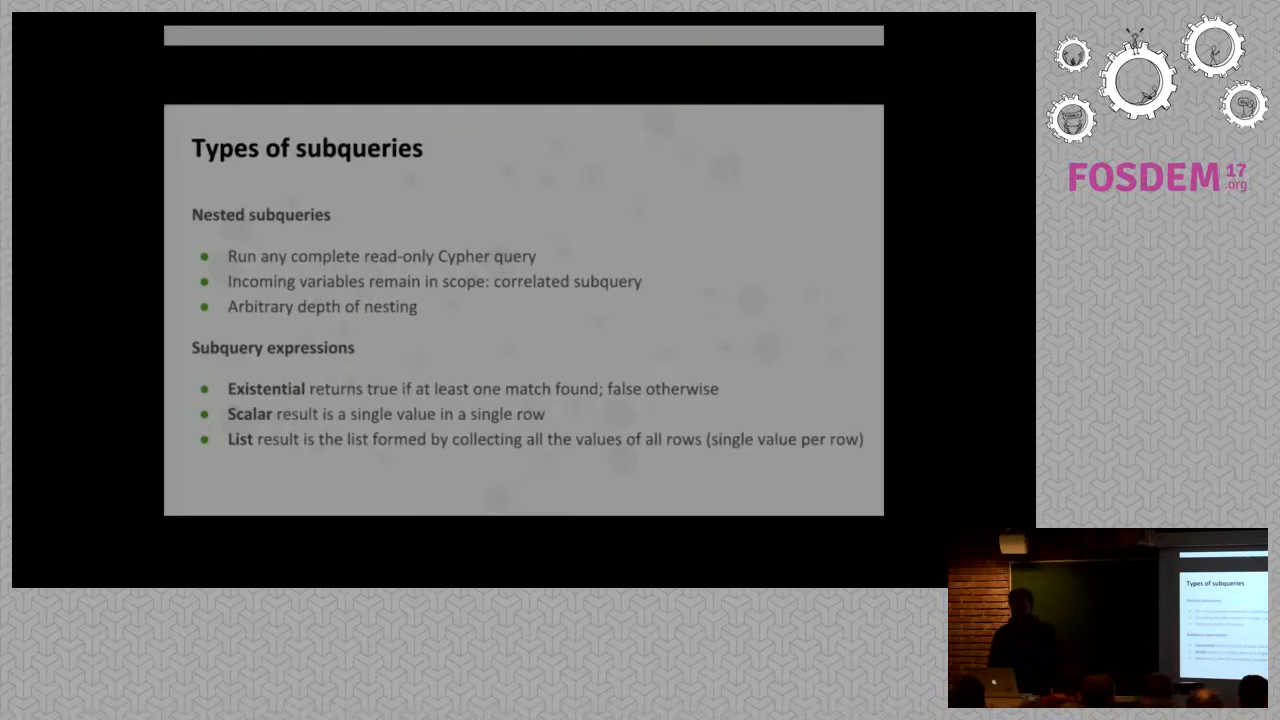 Types of subqueries
Nested subqueries
Run any complete read-only Cypher query
Incoming variables remain in scope: correlated subquery
Arbitrary depth of nesting
Subquery expressions
Existential returns true if at least one match found; false otherwise
Scalar result is a single value in a single row
List result is the list formed by collecting all the values of all rows (single value per row)
FOSDEM 17
.org
Types of subqueries